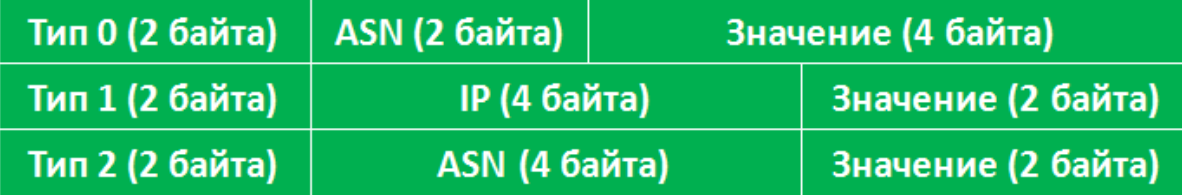 Тип 0 (2 байта) ASN (2 байта) Значение (4 байта)
Тип 1 (2 байта) IP (4 байта) Значение (2 байта)
Тип 2 (2 байта) ASN (4 байта) Значение (2 байта)